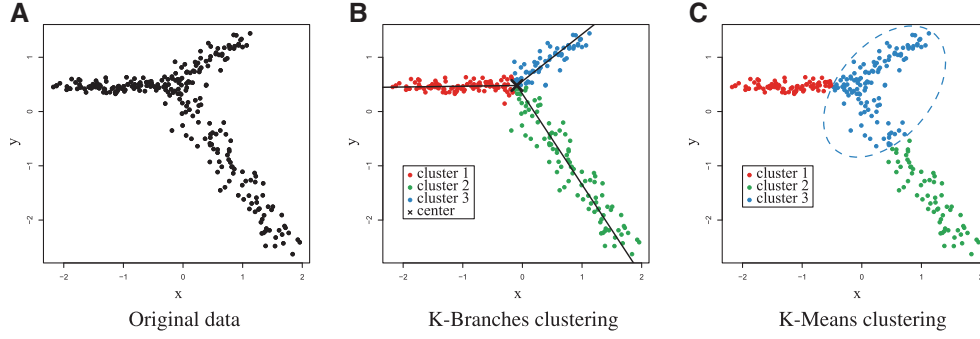 A
B
C
1
0
-1
-2
y
-2
-1
0
1
2
x
Original data
1
0
-1
-2
y
cluster 1
cluster 2
cluster 3
center
-2
-1
0
1
2
x
K-Branches clustering
1
0
-1
-2
y
cluster 1
cluster 2
cluster 3
-2
-1
0
1
2
x
K-Means clustering